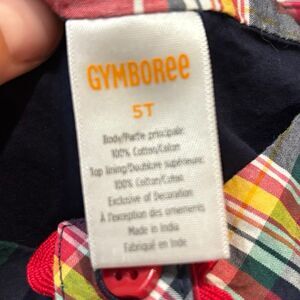 GYMBOREE
5T
Body/Partie principale:
100% Cotton/Coton
Top lining/Doublure supérieure:
100% Cotton/Coton
Exclusive of Decoration
À l'exception des ornements
Made in India
Fabriqué en Inde